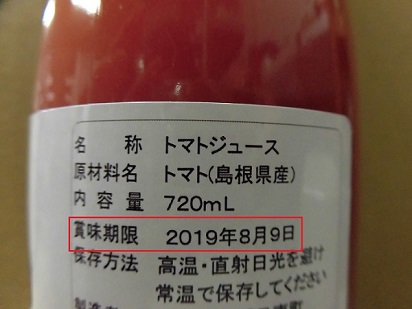 名 称 トマトジュース
原材料名 トマト(島根県産)
内容量 720mL
賞味期限 2019年8月9日
保存方法 高温・直射日光を避け
常温で保存してください